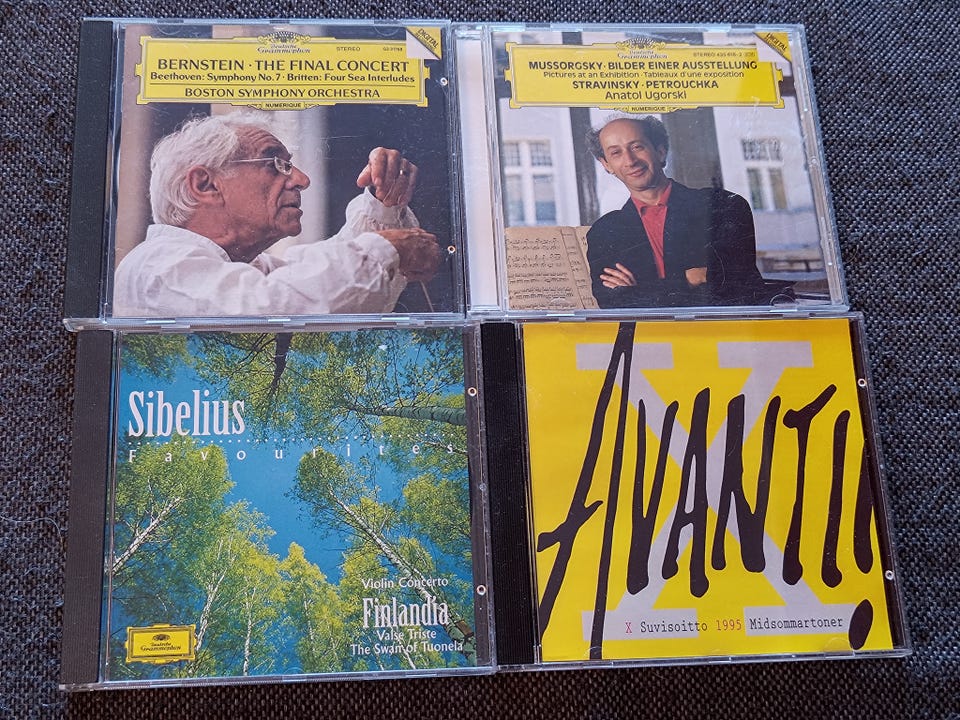 Deutsche
Grammophon
STEREO
DIGITAL
BERNSTEIN · THE FINAL CONCERT
Beethoven: Symphony No. 7 · Britten: Four Sea Interludes
BOSTON SYMPHONY ORCHESTRA
NUMERIQUE
Deutsche
Grammophon
STEREO
DIGITAL
MUSSORGSKY · BILDER EINER AUSSTELLUNG
Pictures at an Exhibition · Tableaux d'une exposition
STRAVINSKY · PETROUCHKA
Anatol Ugorski
NUMERIQUE
Sibelius
Favourites
Violin Concerto
Finlandia
Valse Triste
The Swan of Tuonela
Deutsche
Grammophon
X
AVANTI!
X Suvisoitto 1995 Midsommartoner